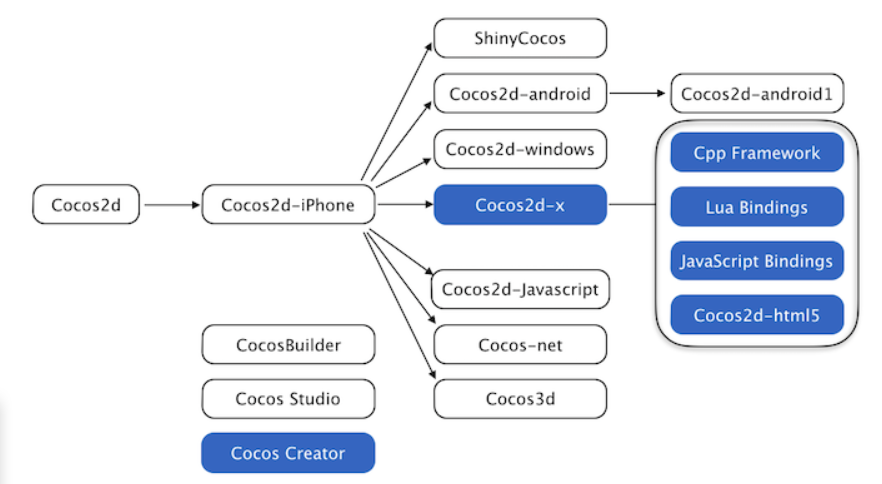 ShinyCocos
Cocos2d-android
Cocos2d-android1
Cocos2d-windows
Cpp Framework
Cocos2d
Cocos2d-iPhone
Cocos2d-x
Lua Bindings
JavaScript Bindings
Cocos2d-Javascript
Cocos2d-html5
CocosBuilder
Cocos-net
Cocos Studio
Cocos3d
Cocos Creator